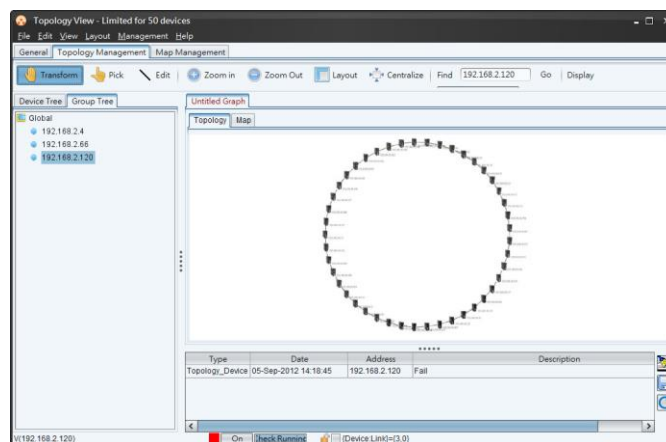 Topology View - Limited for 50 devices
File Edit View Layout Management Help
General Topology Management Map Management
Transform Pick Edit Zoom in Zoom Out Layout Centralize Find 192.168.2.120 Go Display
Device Tree Group Tree
Untitled Graph
Global
Topology Map
192.168.2.4
192.168.2.66
192.168.2.120
Type Date Address Description
Topology_Device 05-Sep-2012 14:18:45 192.168.2.120 Fail
V(192.168.2.120) On Check Running (Device:Link)=(3,0)